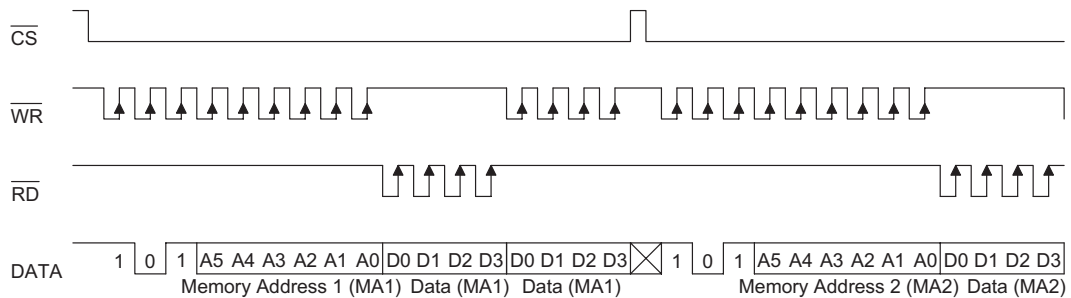 CS
WR
RD
DATA 1 0 1 A5 A4 A3 A2 A1 A0 D0 D1 D2 D3 D0 D1 D2 D3 1 0 1 A5 A4 A3 A2 A1 A0 D0 D1 D2 D3
Memory Address 1 (MA1) Data (MA1) Data (MA1) Memory Address 2 (MA2) Data (MA2)